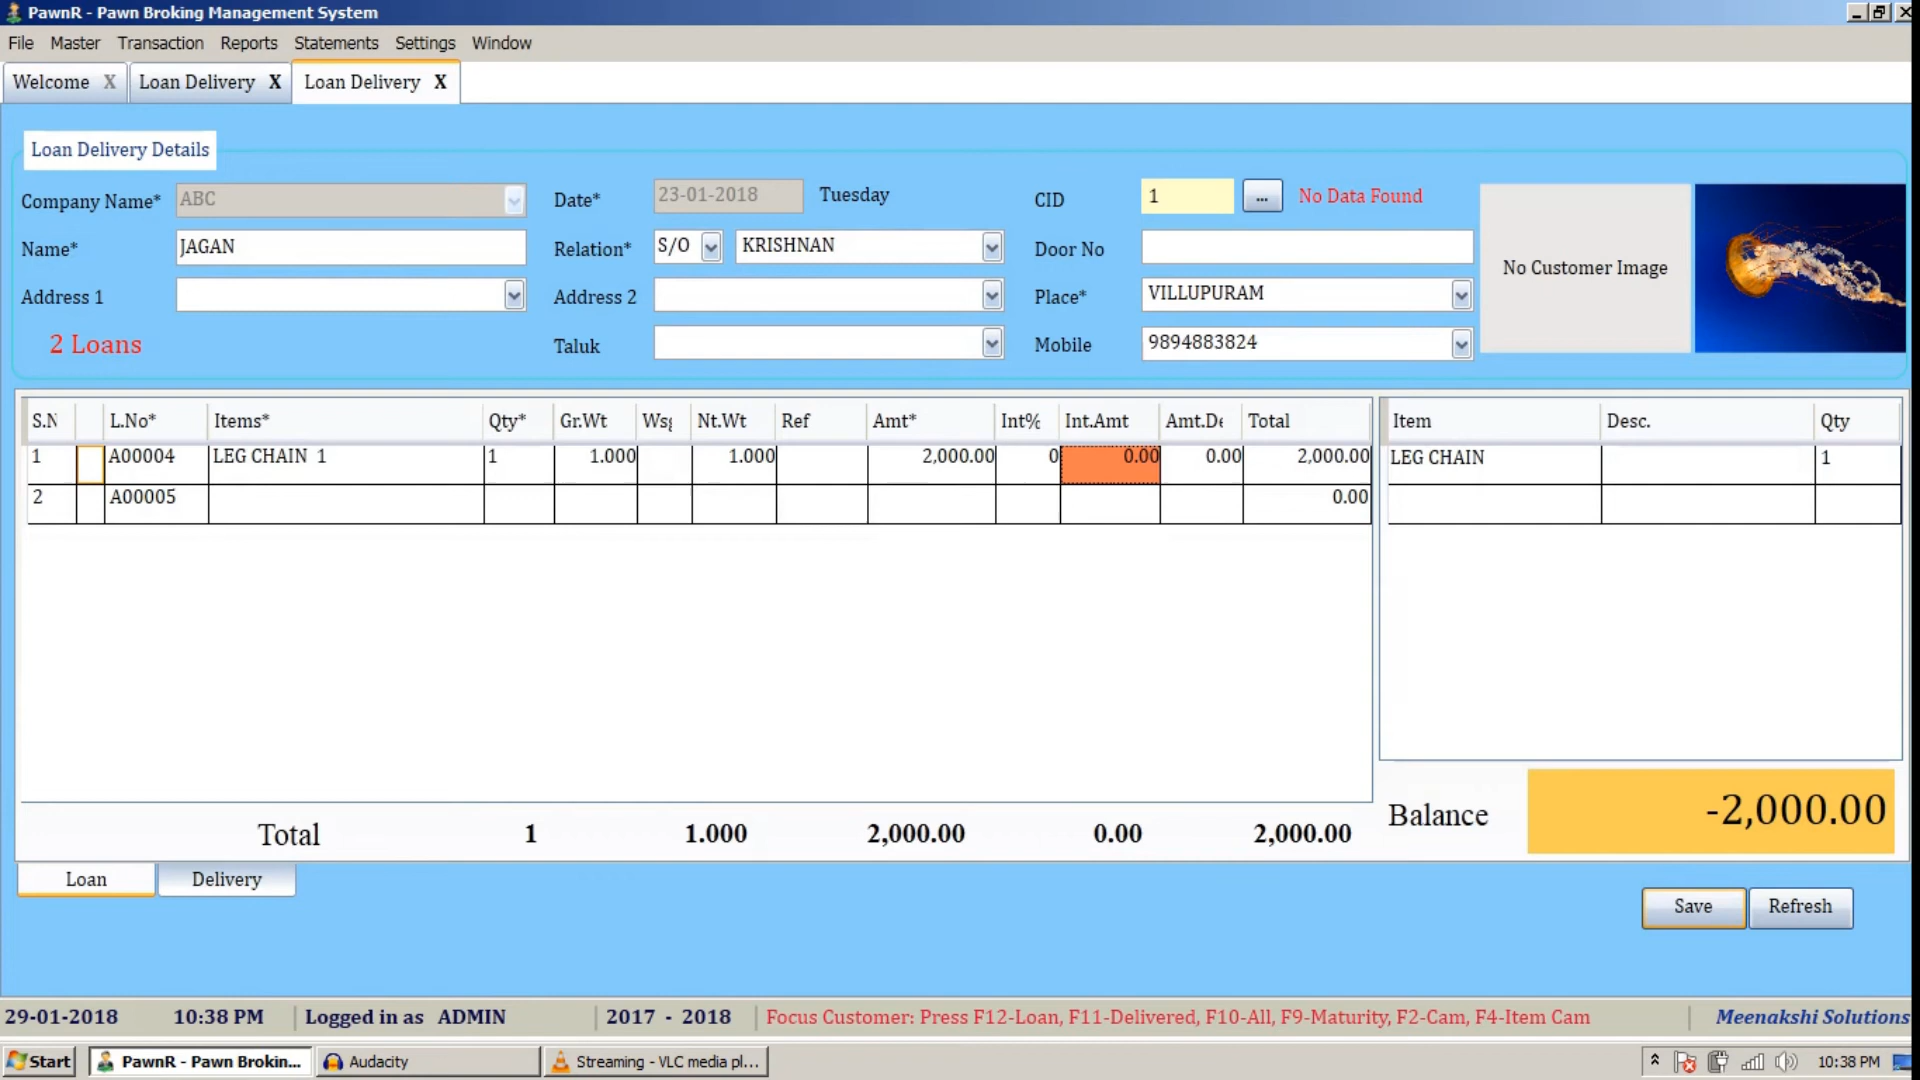 PawnR - Pawn Broking Management System
File Master Transaction Reports Statements Settings Window
Welcome X Loan Delivery X Loan Delivery X
Loan Delivery Details
Company Name* ABC Date* 23-01-2018 Tuesday CID 1 ... No Data Found
Name* JAGAN Relation* S/O KRISHNAN Door No
No Customer Image
Address 1 Address 2 Place* VILLUPURAM
2 Loans Taluk Mobile 9894883824
S.N L.No* Items* Qty* Gr.Wt Wsg Nt.Wt Ref Amt* Int% Int.Amt Amt.De Total Item Desc. Qty
1 A00004 LEG CHAIN 1 1 1.000 1.000 2,000.00 0 0.00 0.00 2,000.00 LEG CHAIN 1
2 A00005 0.00
Total 1 1.000 2,000.00 0.00 2,000.00 Balance -2,000.00
Loan Delivery
Save Refresh
29-01-2018 10:38 PM Logged in as ADMIN 2017 - 2018 Focus Customer: Press F12-Loan, F11-Delivered, F10-All, F9-Maturity, F2-Cam, F4-Item Cam Meenakshi Solutions
Start PawnR - Pawn Brokin... Audacity Streaming - VLC media pl... 10:38 PM